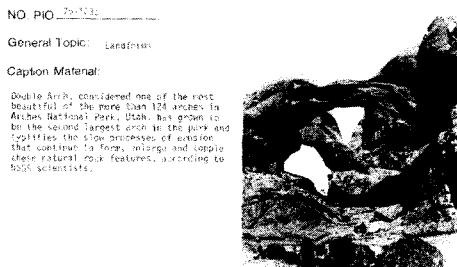 NO. PIO
General Topic: Landforms
Caption Material:
Double Arch, considered one of the most
beautiful of the more than 124 arches in
Arches National Park, Utah, has grown to
be the second largest arch in the park and
typifies the slow processes of erosion
that continue to form, enlarge and topple
these natural rock features, according to
USGS scientists.